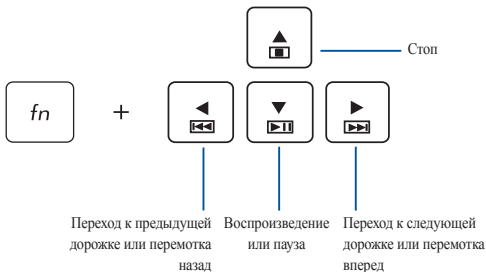 Стоп
fn +
Переход к предыдущей
дорожке или перемотка
назад
Воспроизведение
или пауза
Переход к следующей
дорожке или перемотка
вперед